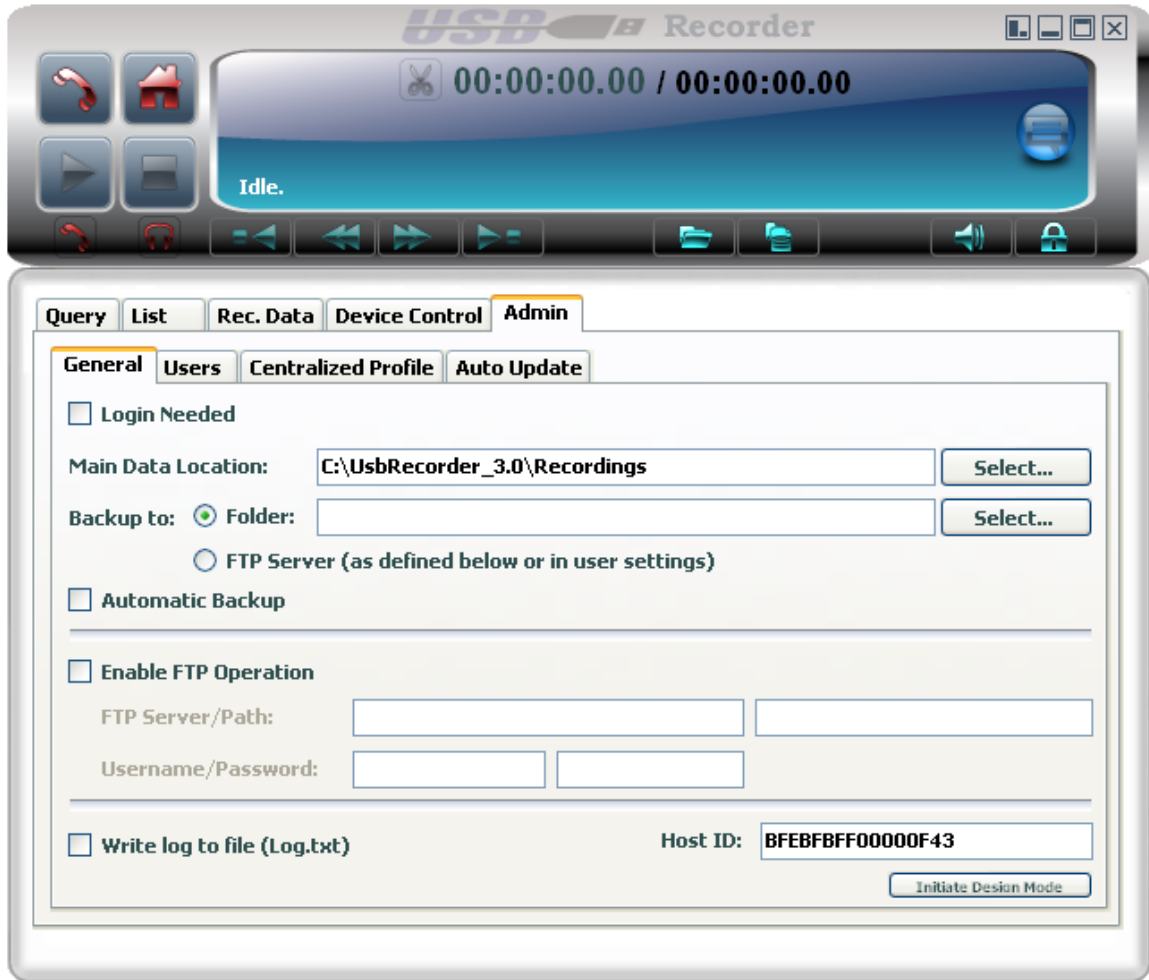 USB Recorder
00:00:00.00 / 00:00:00.00
Idle.
Query List Rec. Data Device Control Admin
General Users Centralized Profile Auto Update
Login Needed
Main Data Location: C:\UsbRecorder_3.0\Recordings Select...
Backup to: Folder: Select...
FTP Server (as defined below or in user settings)
Automatic Backup
Enable FTP Operation
FTP Server/Path:
Username/Password:
Write log to file (Log.txt) Host ID: BFEBFBFF00000F43
Initiate Design Mode